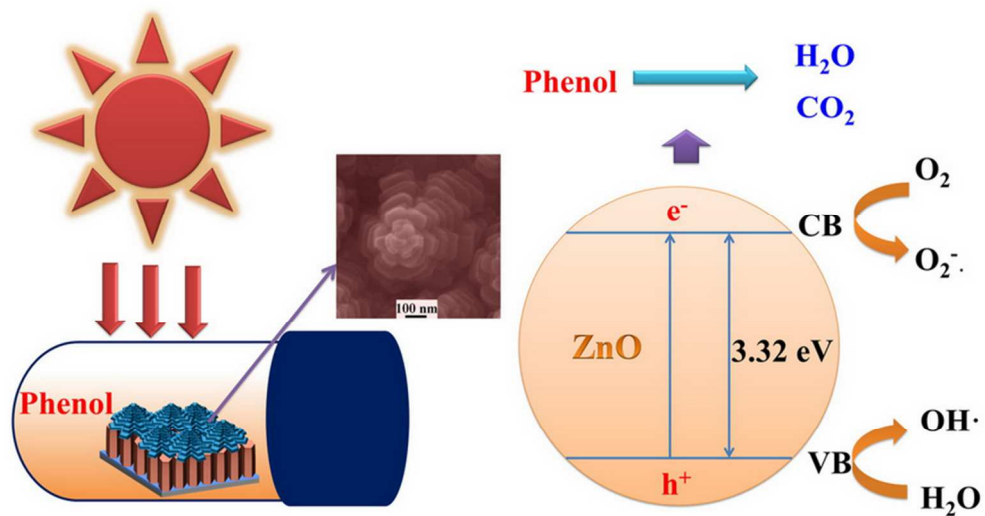 Phenol
H₂O
CO₂
100 nm
Phenol
e⁻
CB
O₂
O₂⁻·
ZnO
3.32 eV
h⁺
VB
OH·
H₂O